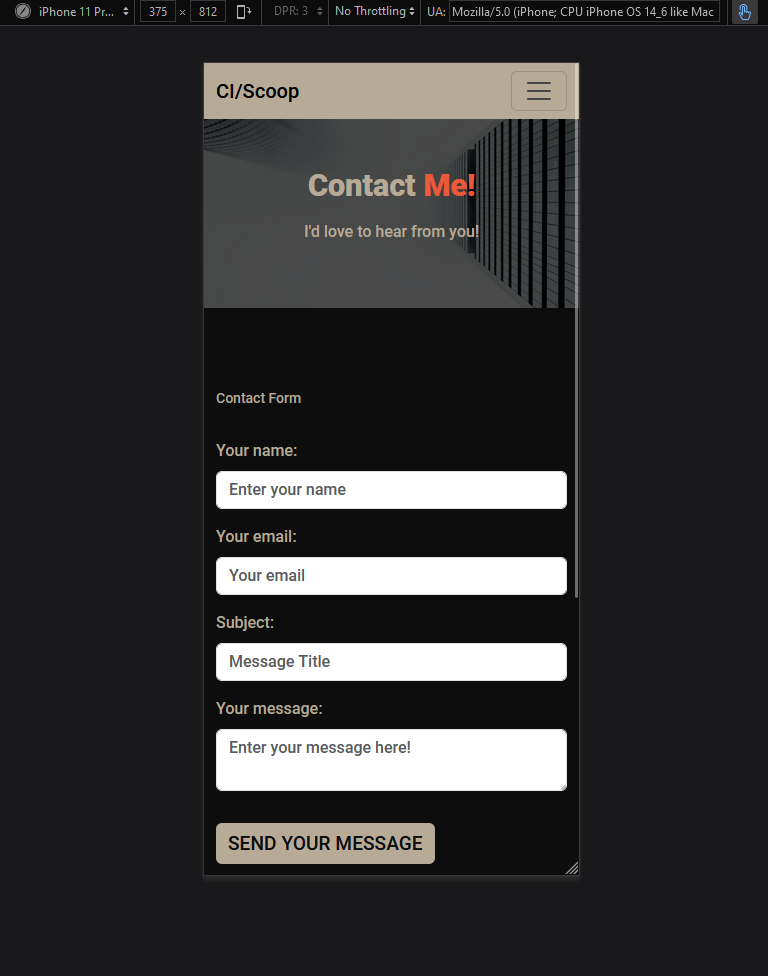 iPhone 11 Pr... 375 × 812 DPR: 3 No Throttling UA: Mozilla/5.0 (iPhone; CPU iPhone OS 14_6 like Mac
CI/Scoop
Contact Me!
I'd love to hear from you!
Contact Form
Your name:
Enter your name
Your email:
Your email
Subject:
Message Title
Your message:
Enter your message here!
SEND YOUR MESSAGE